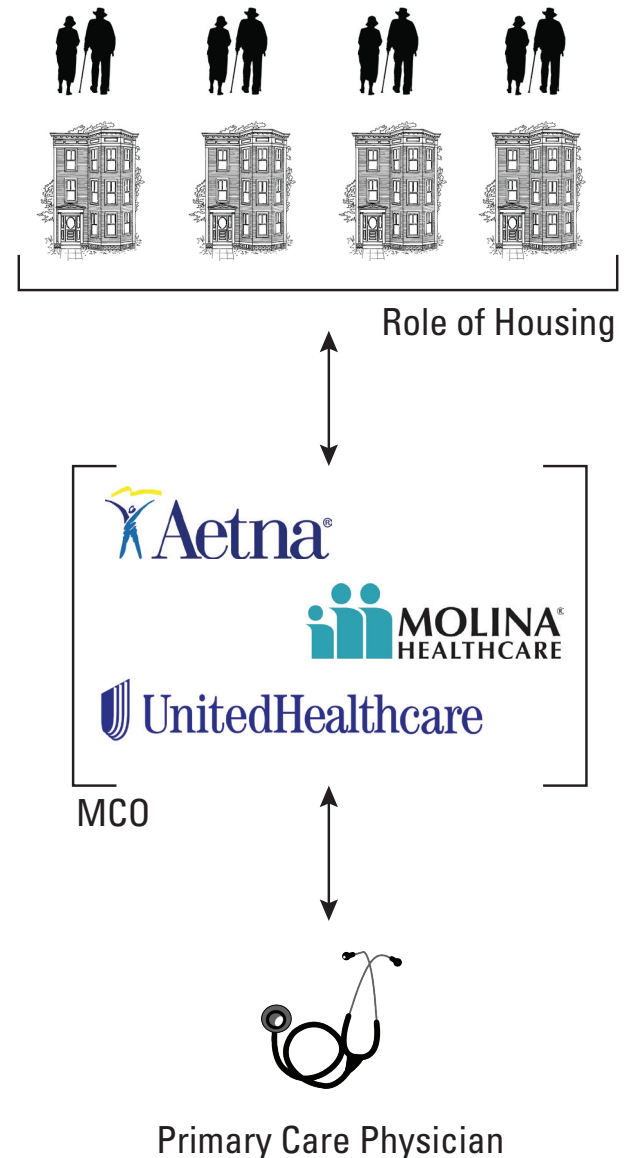 Role of Housing
Aetna®
MOLINA®
HEALTHCARE
UnitedHealthcare
MCO
Primary Care Physician